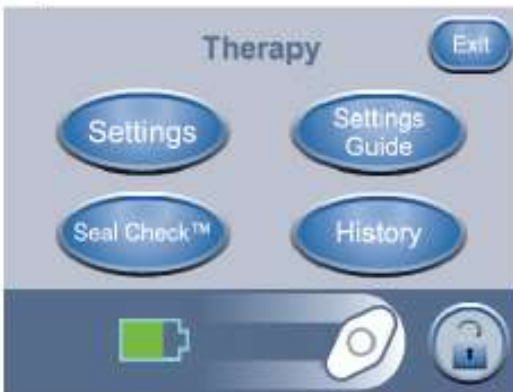 Therapy
Exit
Settings
Settings
Guide
Seal Check™
History